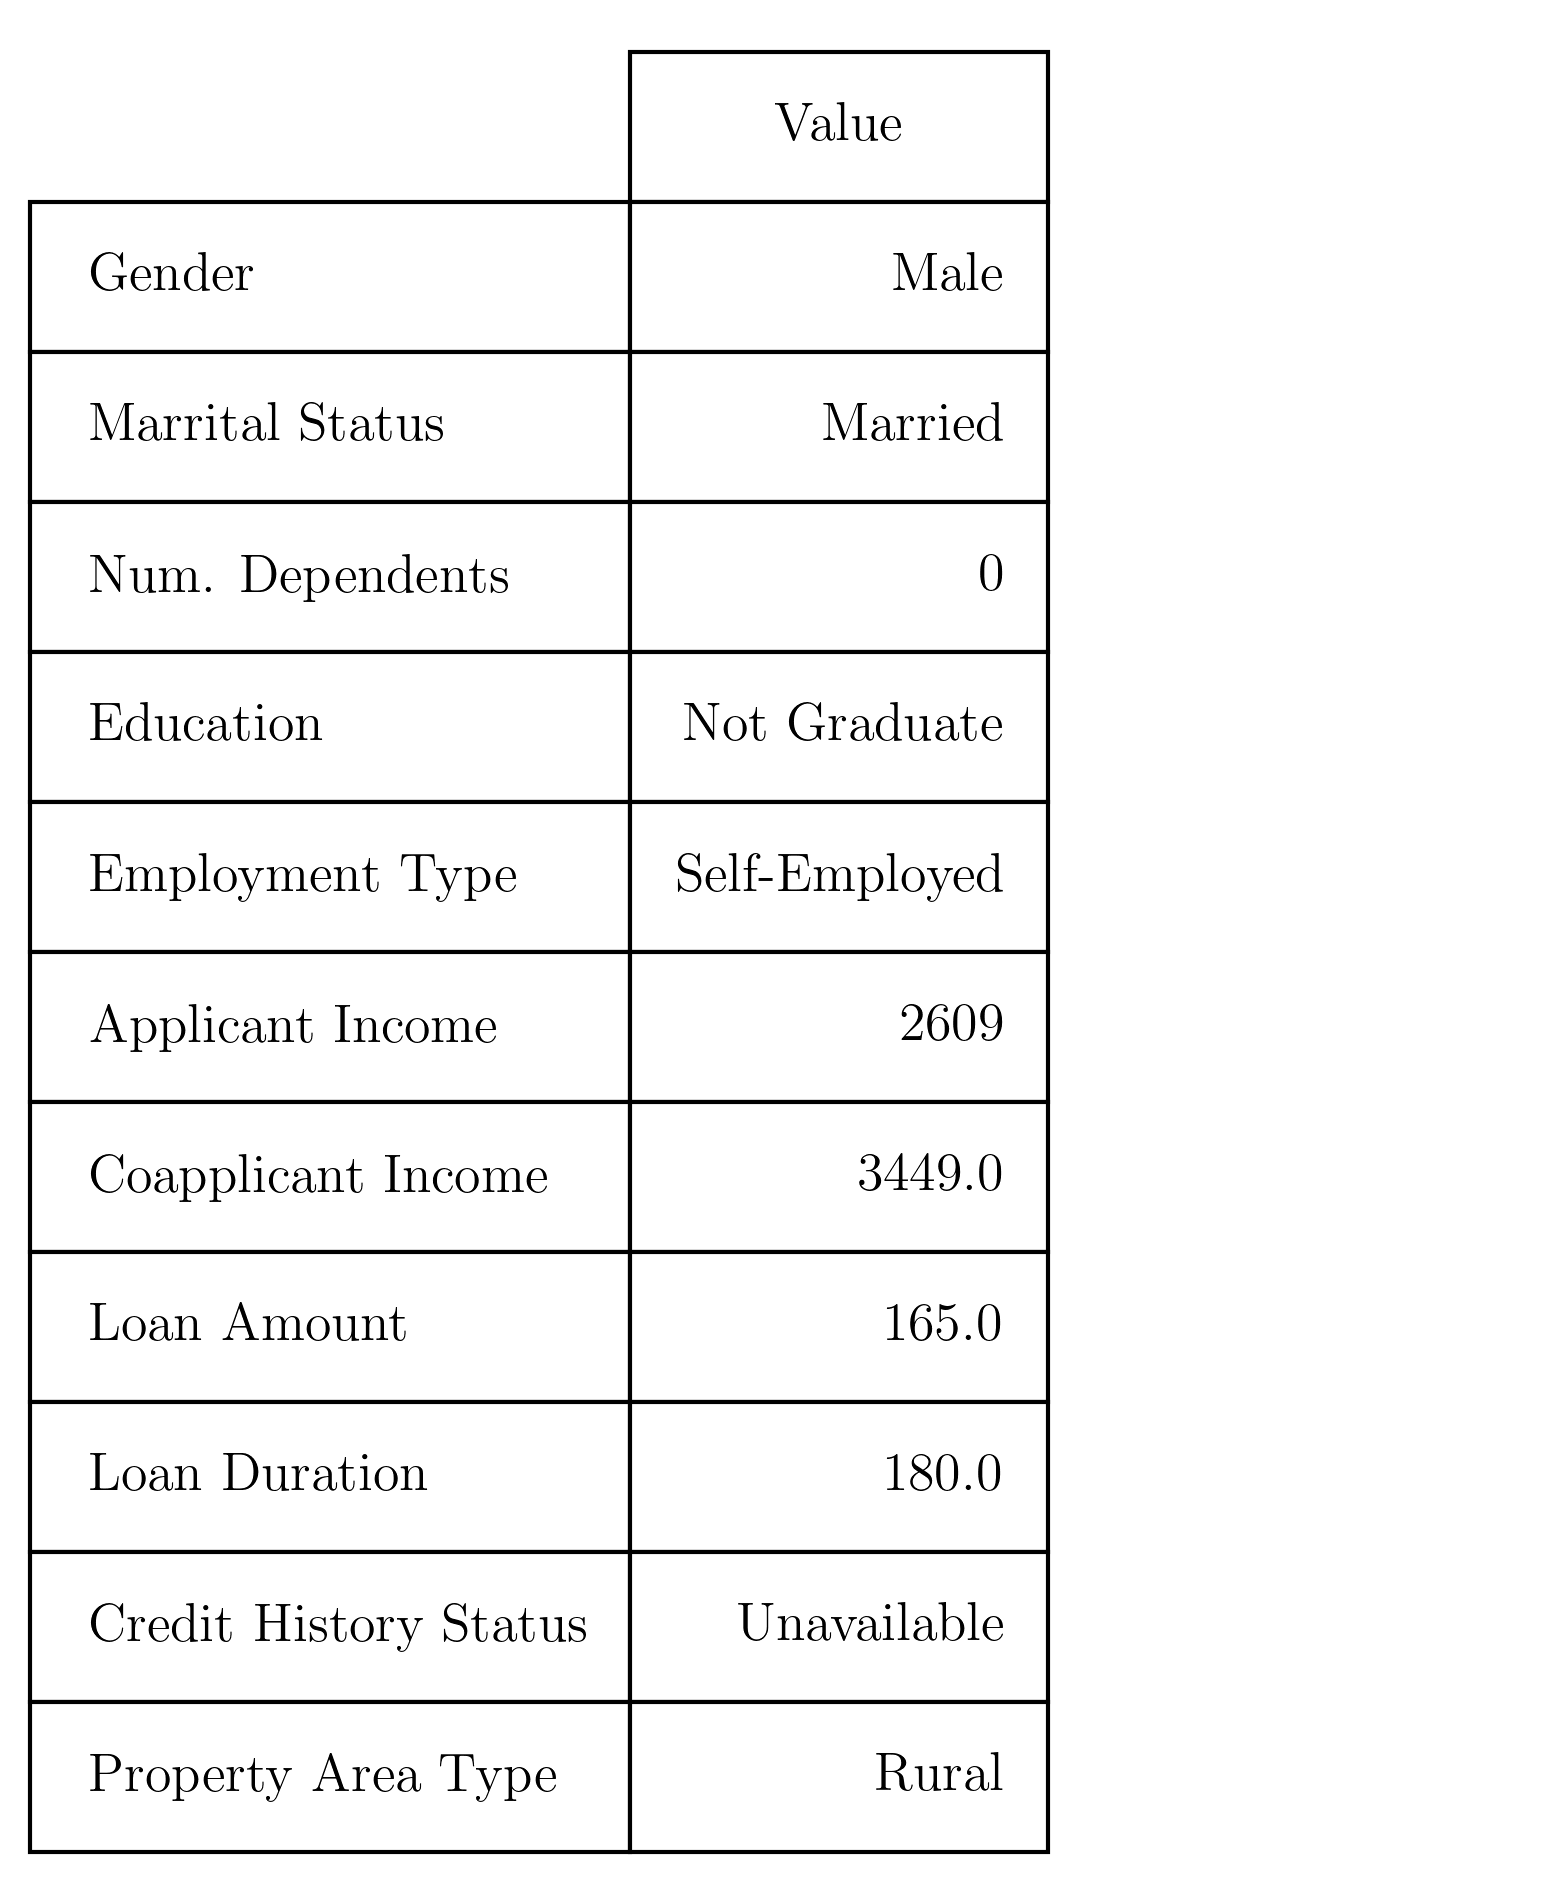 Value
Gender Male
Marrital Status Married
Num. Dependents 0
Education Not Graduate
Employment Type Self-Employed
Applicant Income 2609
Coapplicant Income 3449.0
Loan Amount 165.0
Loan Duration 180.0
Credit History Status Unavailable
Property Area Type Rural